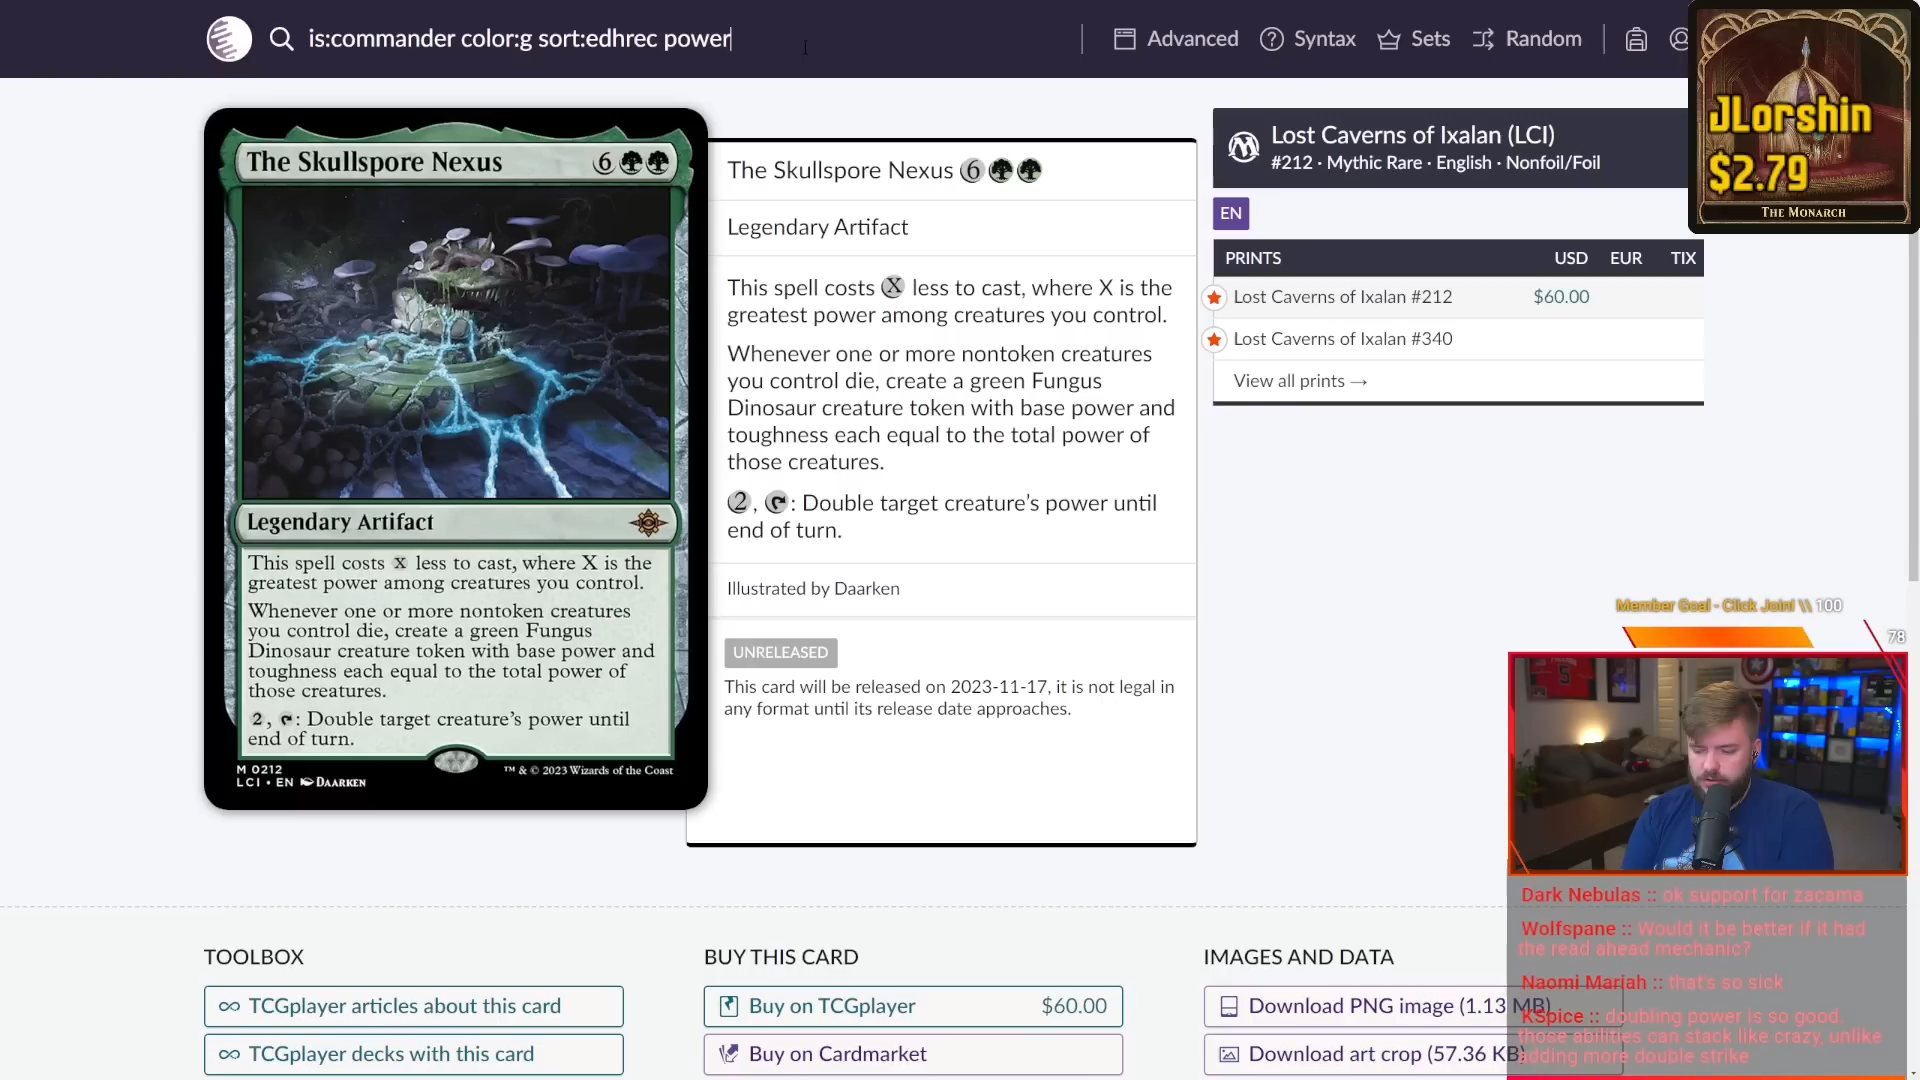 is:commander color:g sort:edhrec power
Advanced
Syntax
Sets
Random
JLorshin
$2.79
THE MONARCH
The Skullspore Nexus 6
Legendary Artifact
This spell costs X less to cast, where X is the
greatest power among creatures you control.
Whenever one or more nontoken creatures
you control die, create a green Fungus
Dinosaur creature token with base power and
toughness each equal to the total power of
those creatures.
2, : Double target creature's power until
end of turn.
M 0212
LCI • EN DAARKEN
™ & © 2023 Wizards of the Coast
The Skullspore Nexus 6
Legendary Artifact
This spell costs X less to cast, where X is the
greatest power among creatures you control.
Whenever one or more nontoken creatures
you control die, create a green Fungus
Dinosaur creature token with base power and
toughness each equal to the total power of
those creatures.
2, : Double target creature's power until
end of turn.
Illustrated by Daarken
UNRELEASED
This card will be released on 2023-11-17, it is not legal in
any format until its release date approaches.
Lost Caverns of Ixalan (LCI)
#212 · Mythic Rare · English · Nonfoil/Foil
EN
PRINTS USD EUR TIX
Lost Caverns of Ixalan #212 $60.00
Lost Caverns of Ixalan #340
View all prints →
Member Goal - Click Join! \\ 100
78
TOOLBOX
TCGplayer articles about this card
TCGplayer decks with this card
BUY THIS CARD
Buy on TCGplayer $60.00
Buy on Cardmarket
IMAGES AND DATA
Download PNG image (1.13 MB)
Download art crop (57.36 KB)
Dark Nebulas :: ok support for zacama
Wolfspane :: Would it be better if it had
the read ahead mechanic?
Naomi Mariah :: that's so sick
KSpice :: doubling power is so good,
those abilities can stack like crazy, unlike
adding more double strike